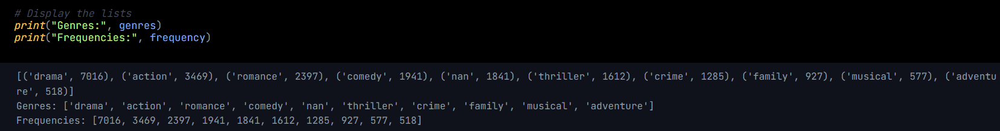 # Display the lists
print("Genres:", genres)
print("Frequencies:", frequency)
[('drama', 7016), ('action', 3469), ('romance', 2397), ('comedy', 1941), ('nan', 1841), ('thriller', 1612), ('crime', 1285), ('family', 927), ('musical', 577), ('adventu
re', 518)]
Genres: ['drama', 'action', 'romance', 'comedy', 'nan', 'thriller', 'crime', 'family', 'musical', 'adventure']
Frequencies: [7016, 3469, 2397, 1941, 1841, 1612, 1285, 927, 577, 518]